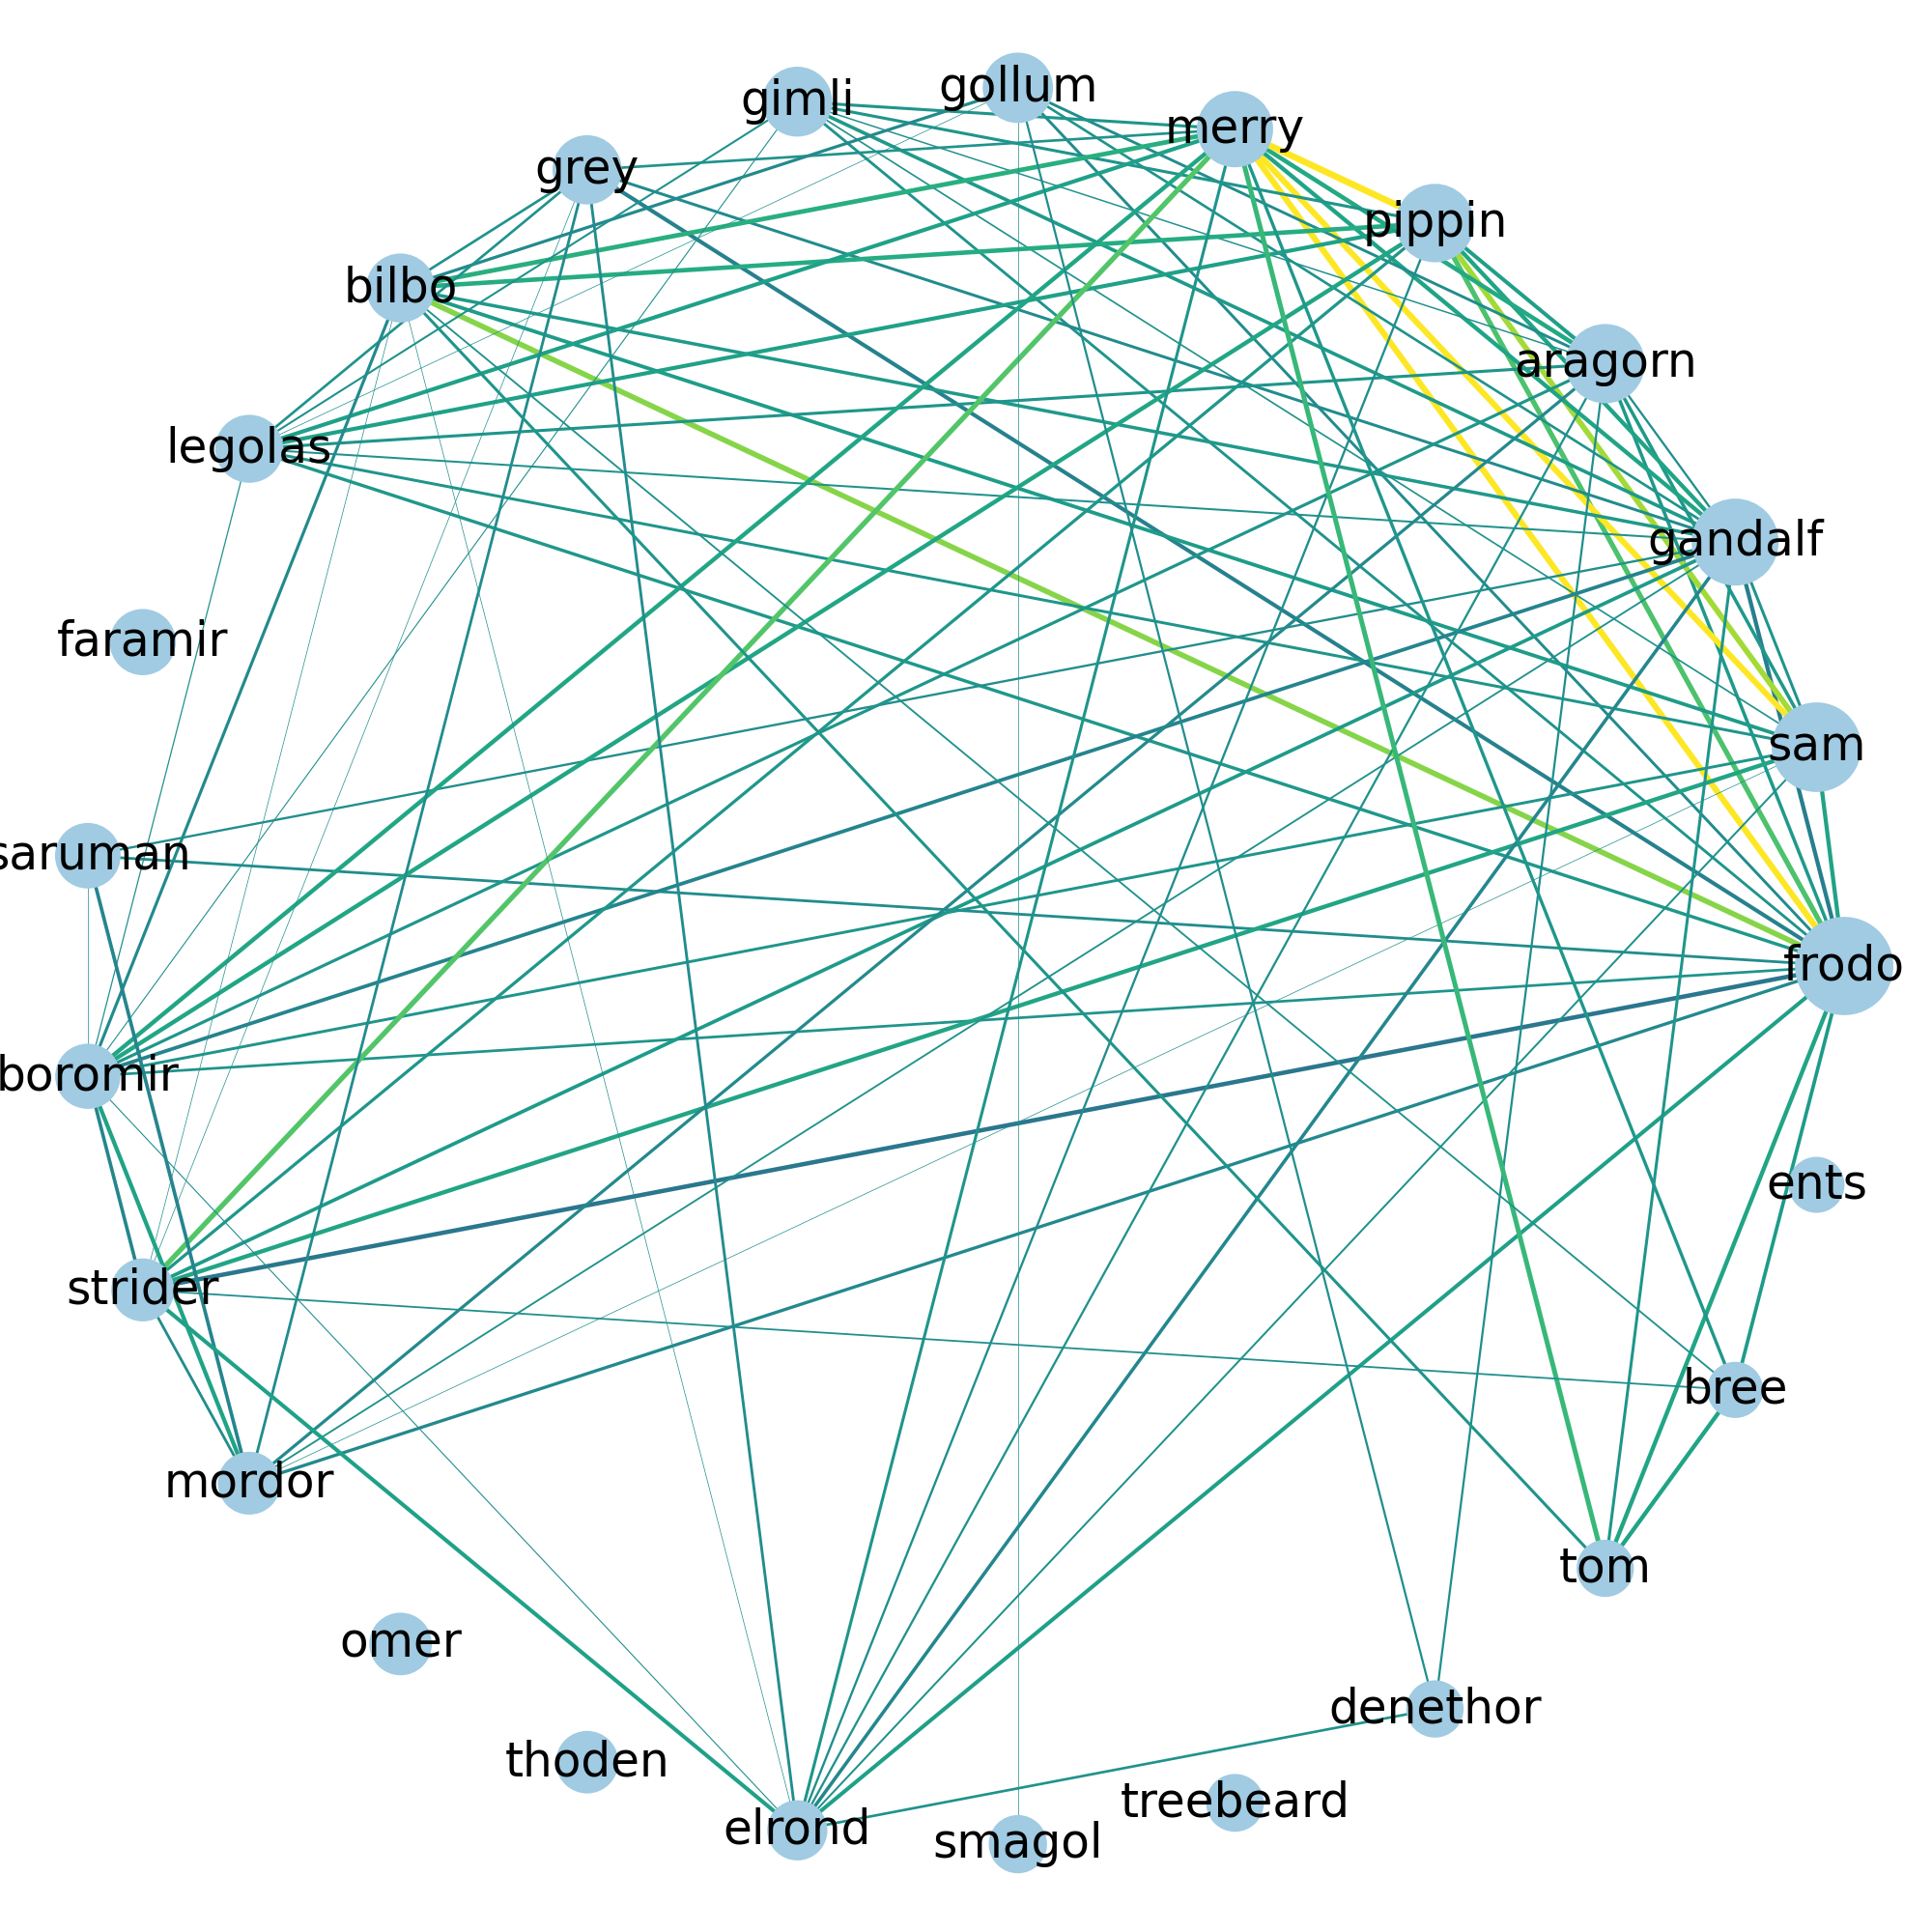 gollum
gimli
merry
grey
pippin
bilbo
aragorn
legolas
gandalf
faramir
sam
saruman
frodo
boromir
ents
strider
bree
mordor
tom
omer
denethor
thoden
treebeard
elrond
smagol